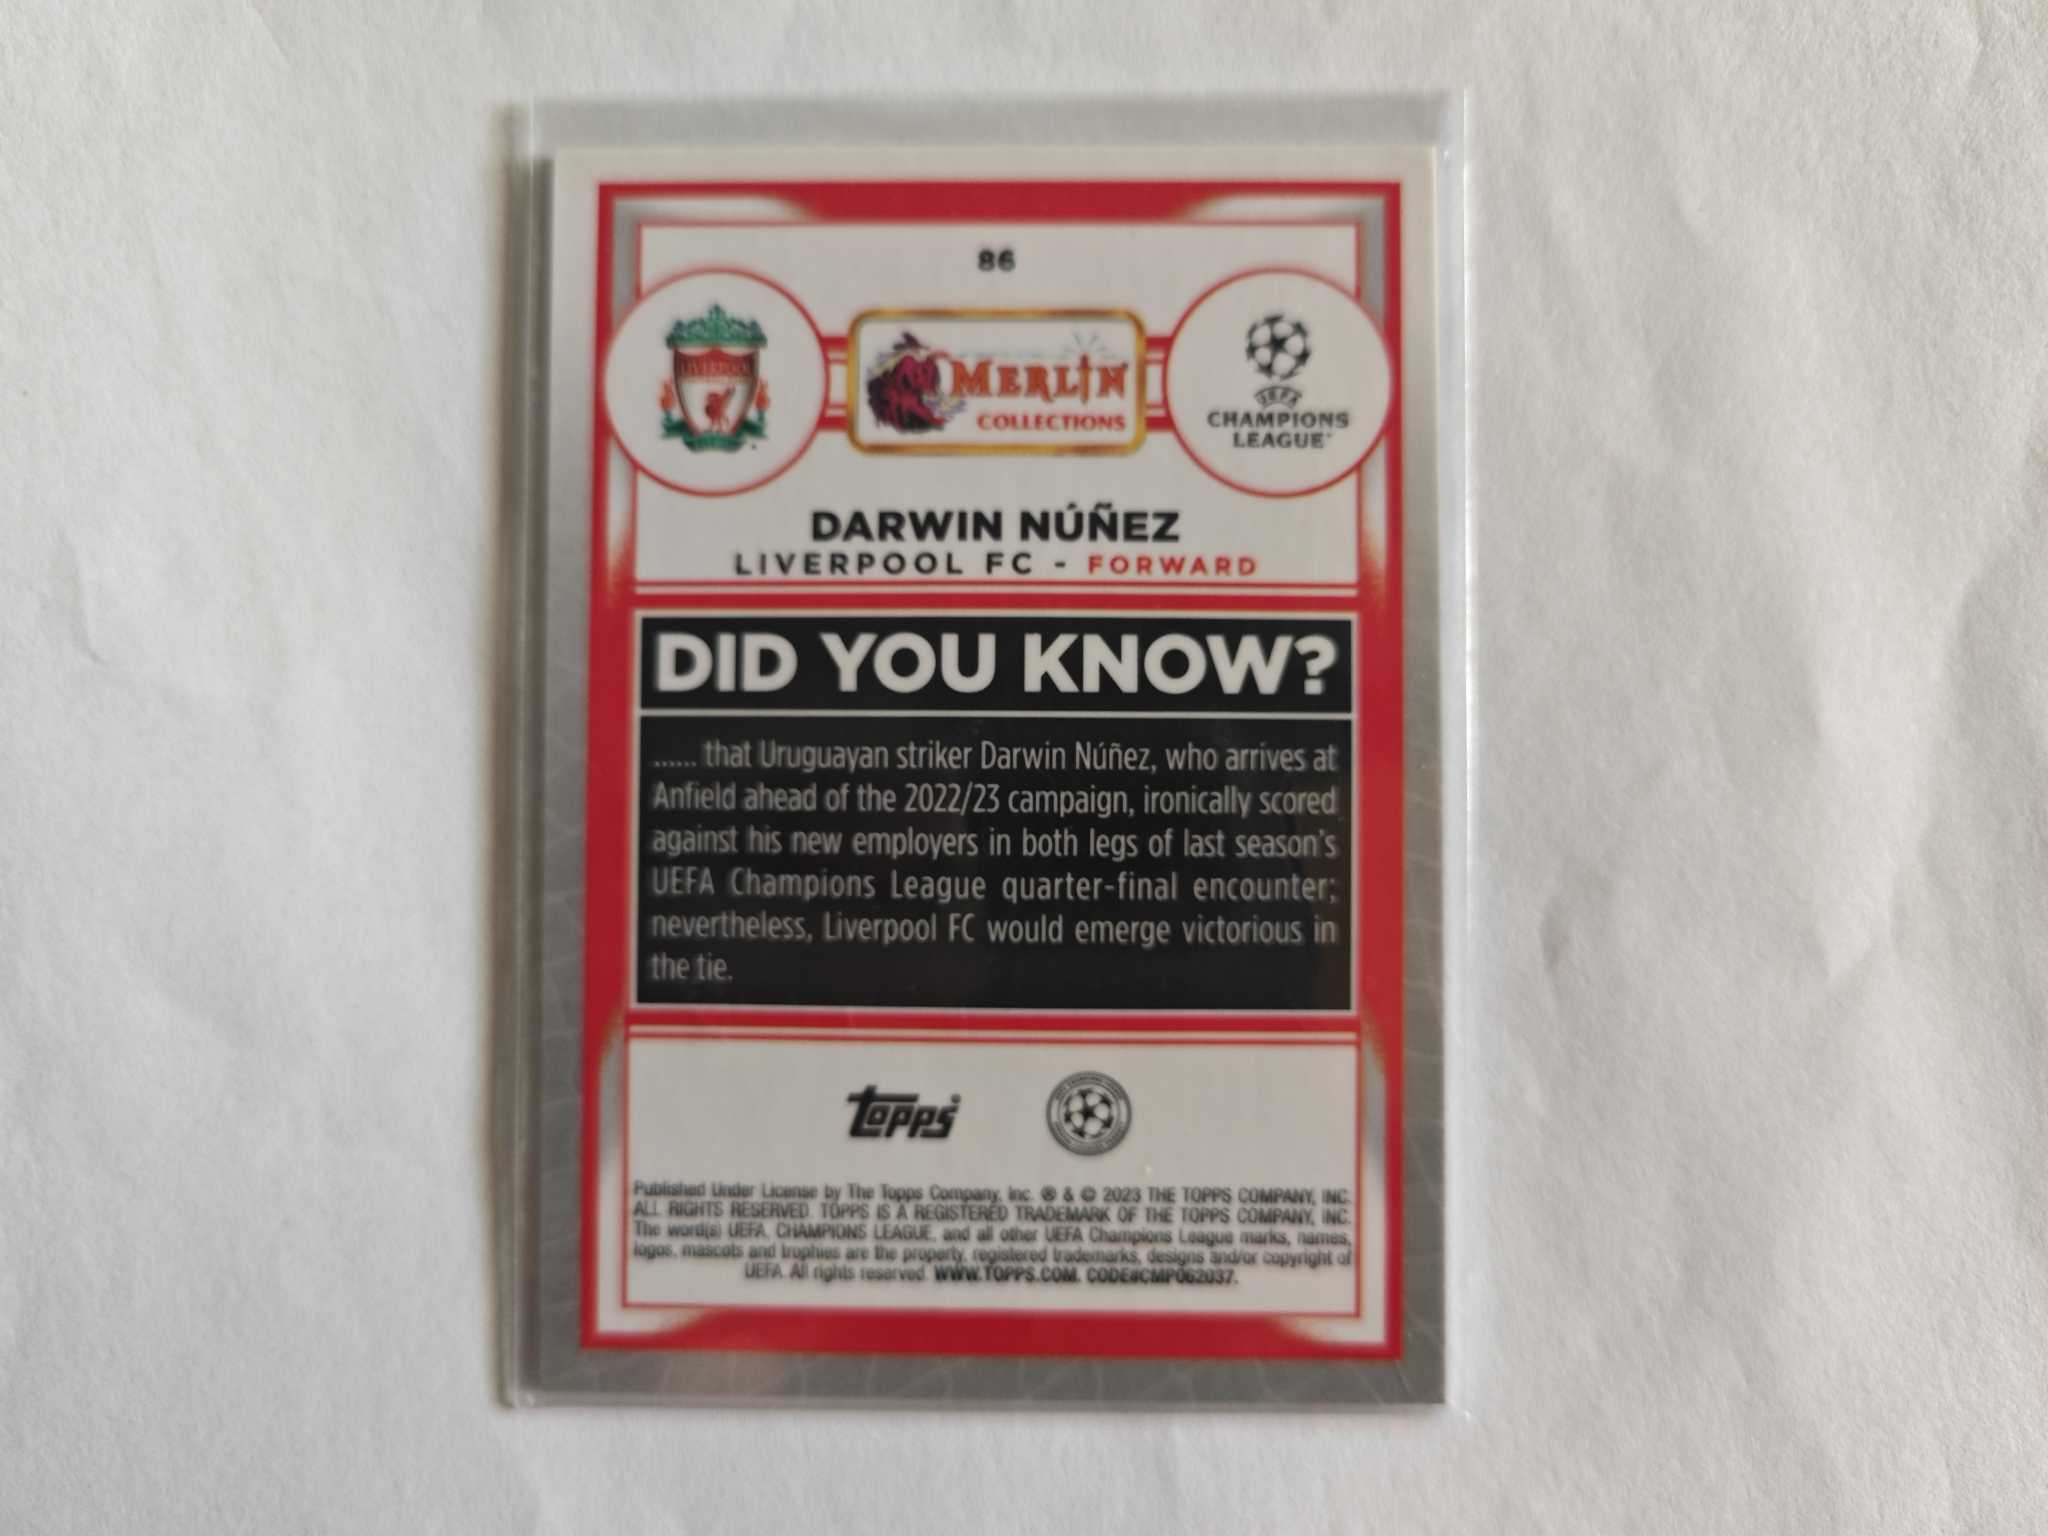 86
LIVERPOOL
MERLIN
COLLECTIONS
UEFA
CHAMPIONS
LEAGUE
DARWIN NÚÑEZ
LIVERPOOL FC - FORWARD
DID YOU KNOW?
...... that Uruguayan striker Darwin Núñez, who arrives at
Anfield ahead of the 2022/23 campaign, ironically scored
against his new employers in both legs of last season's
UEFA Champions League quarter-final encounter;
nevertheless, Liverpool FC would emerge victorious in
the tie.
topps
Published Under License by The Topps Company, Inc. ® & © 2023 THE TOPPS COMPANY, INC.
ALL RIGHTS RESERVED. TOPPS IS A REGISTERED TRADEMARK OF THE TOPPS COMPANY, INC.
The word(s) UEFA, CHAMPIONS LEAGUE, and all other UEFA Champions League marks, names,
logos, mascots and trophies are the property, registered trademarks, designs and/or copyright of
UEFA. All rights reserved. WWW.TOPPS.COM. CODE#CMP062037.